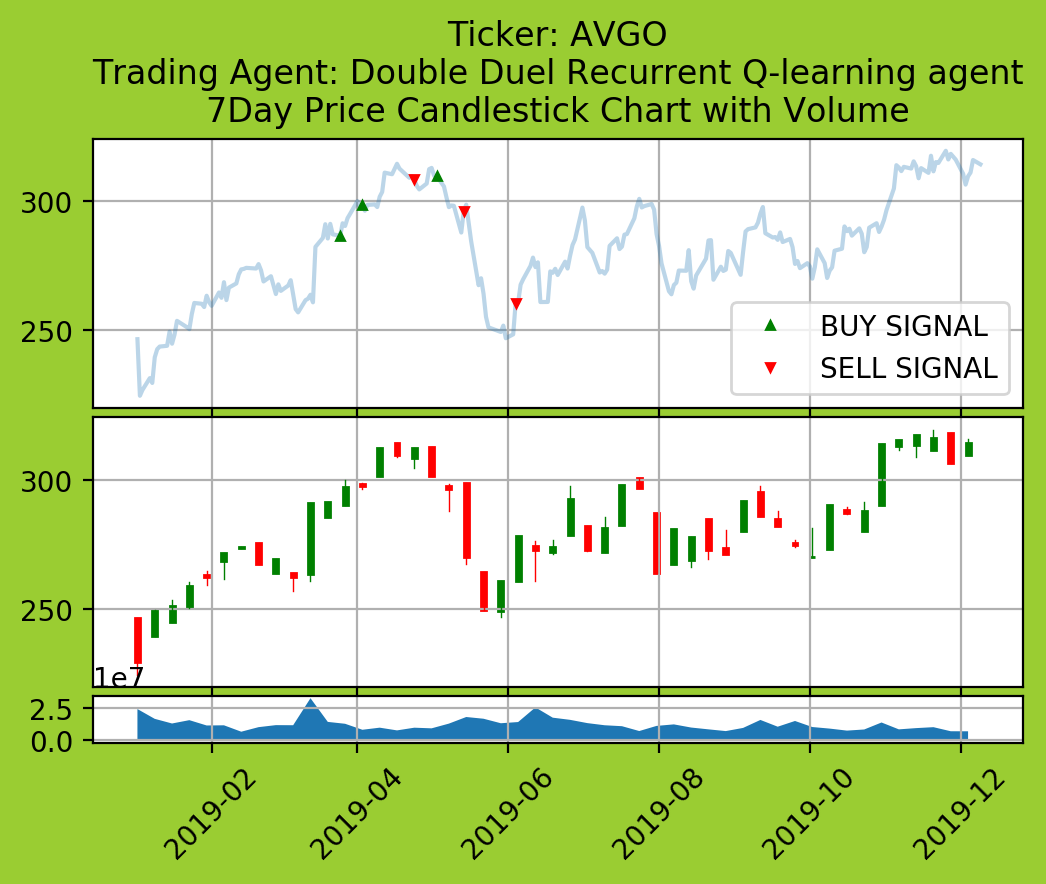 Ticker: AVGO
Trading Agent: Double Duel Recurrent Q-learning agent
7Day Price Candlestick Chart with Volume
300
250
BUY SIGNAL
SELL SIGNAL
300
250
1e7
2.5
0.0
2019-02
2019-04
2019-06
2019-08
2019-10
2019-12